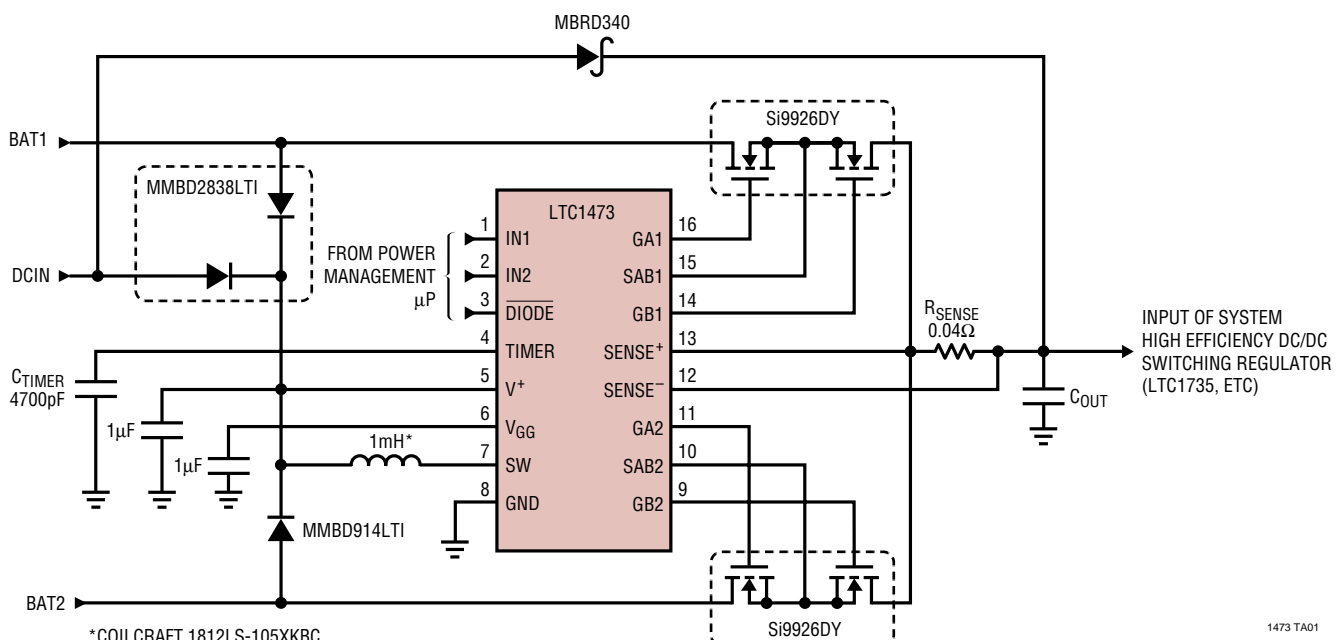 MBRD340
Si9926DY
BAT1
MMBD2838LTI
LTC1473
1
IN1
GA1
16
FROM POWER
MANAGEMENT
µP
DCIN
2
IN2
SAB1
15
3
DIODE
GB1
14
RSENSE
0.04Ω
INPUT OF SYSTEM
HIGH EFFICIENCY DC/DC
SWITCHING REGULATOR
(LTC1735, ETC)
4
TIMER
SENSE+
13
CTIMER
4700pF
5
V+
SENSE−
12
COUT
1µF
6
VGG
GA2
11
1µF
1mH*
7
SW
SAB2
10
8
GND
GB2
9
MMBD914LTI
BAT2
Si9926DY
*COILCRAFT 1812LS-105XKBC
1473 TA01